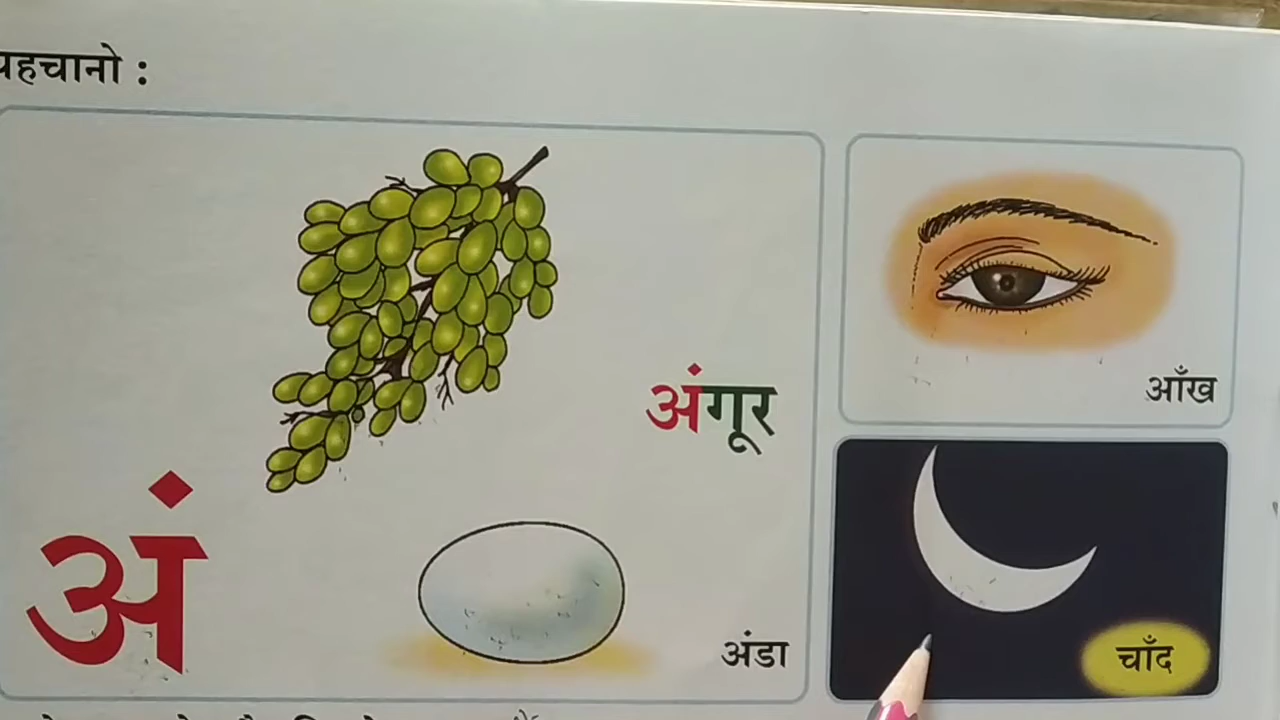 पहचानो :
अंगूर
अं
अंडा
आँख
चाँद